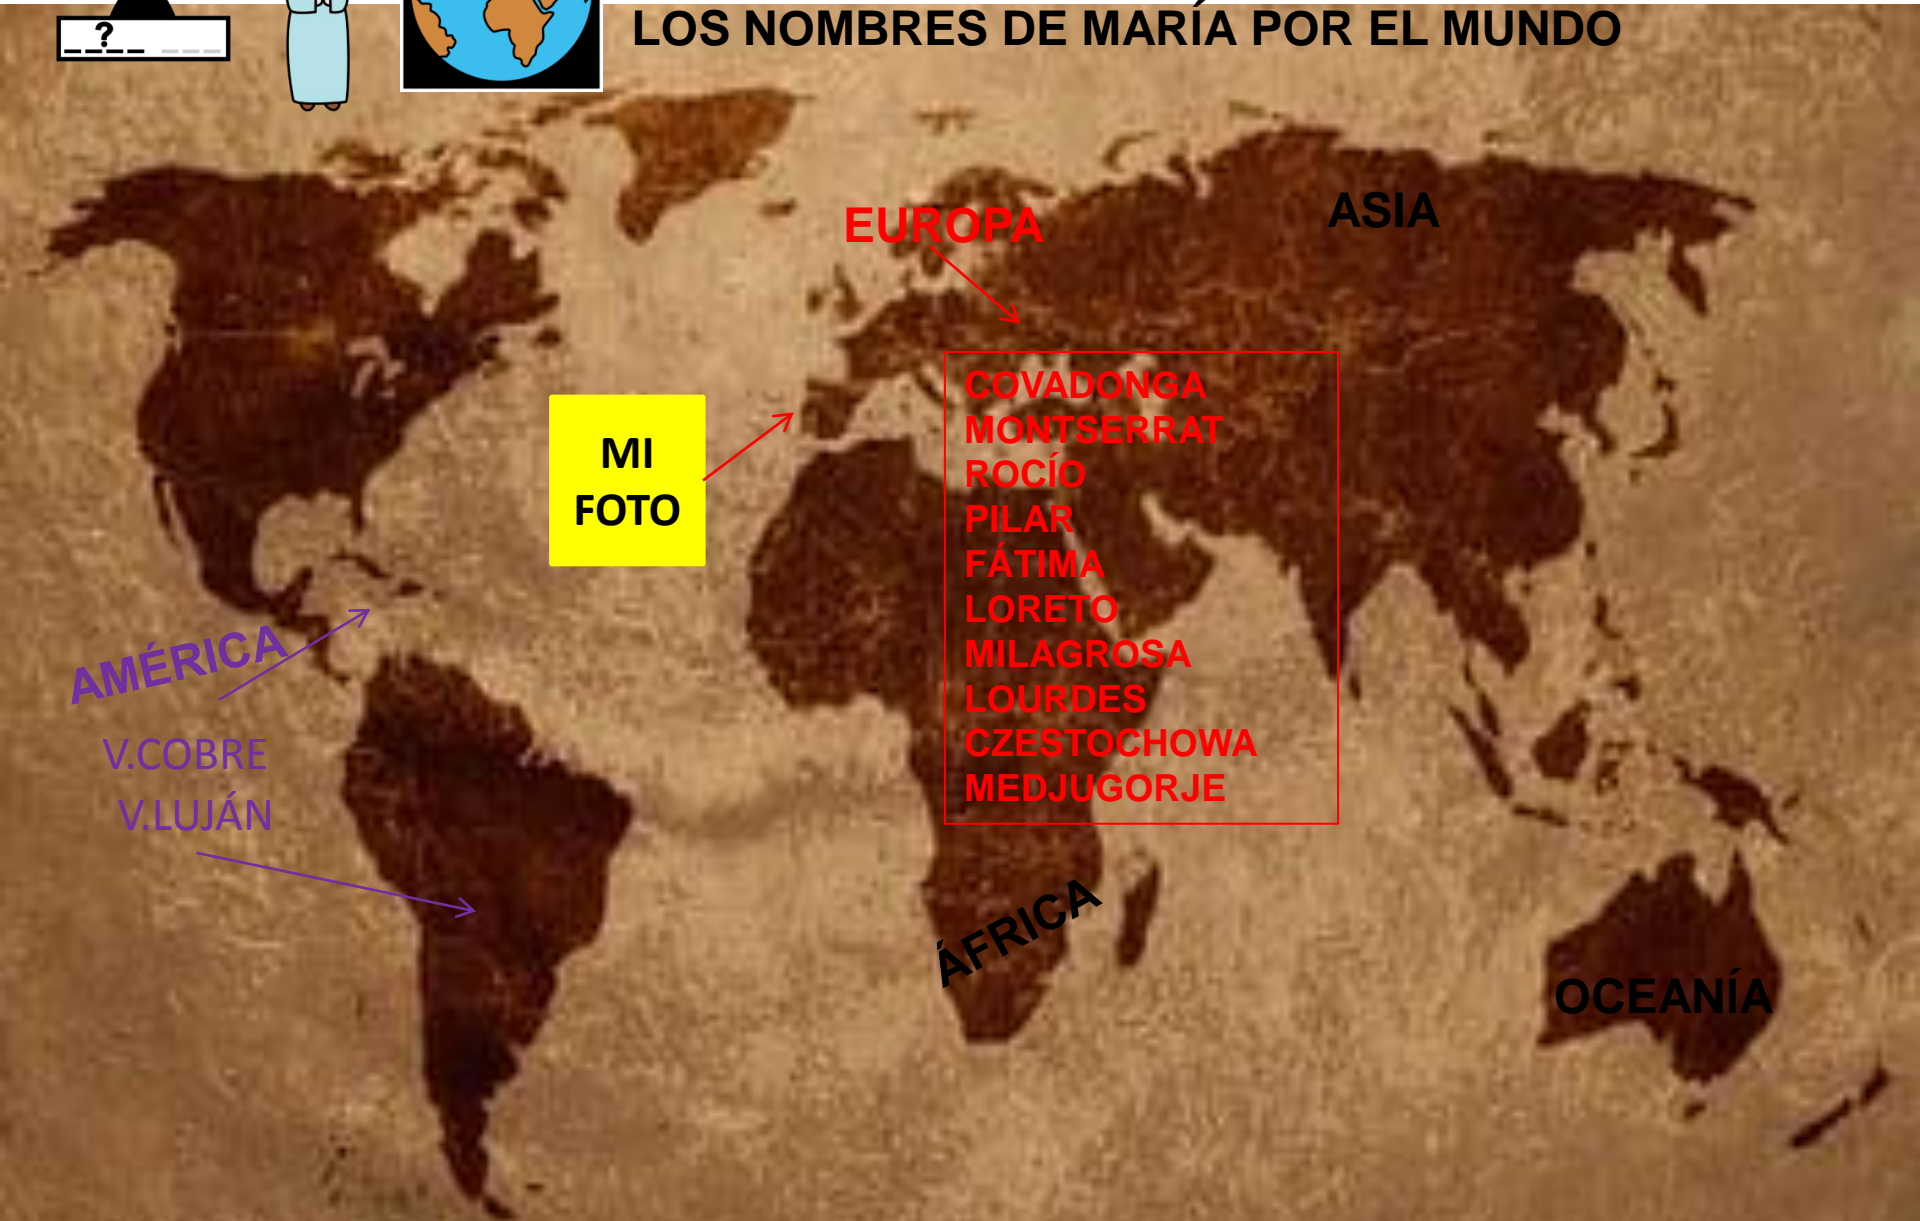 ?
LOS NOMBRES DE MARÍA POR EL MUNDO
EUROPA
ASIA
COVADONGA
MONTSERRAT
ROCÍO
PILAR
FÁTIMA
LORETO
MILAGROSA
LOURDES
CZESTOCHOWA
MEDJUGORJE
MI
FOTO
AMÉRICA
V.COBRE
V.LUJÁN
ÁFRICA
OCEANÍA